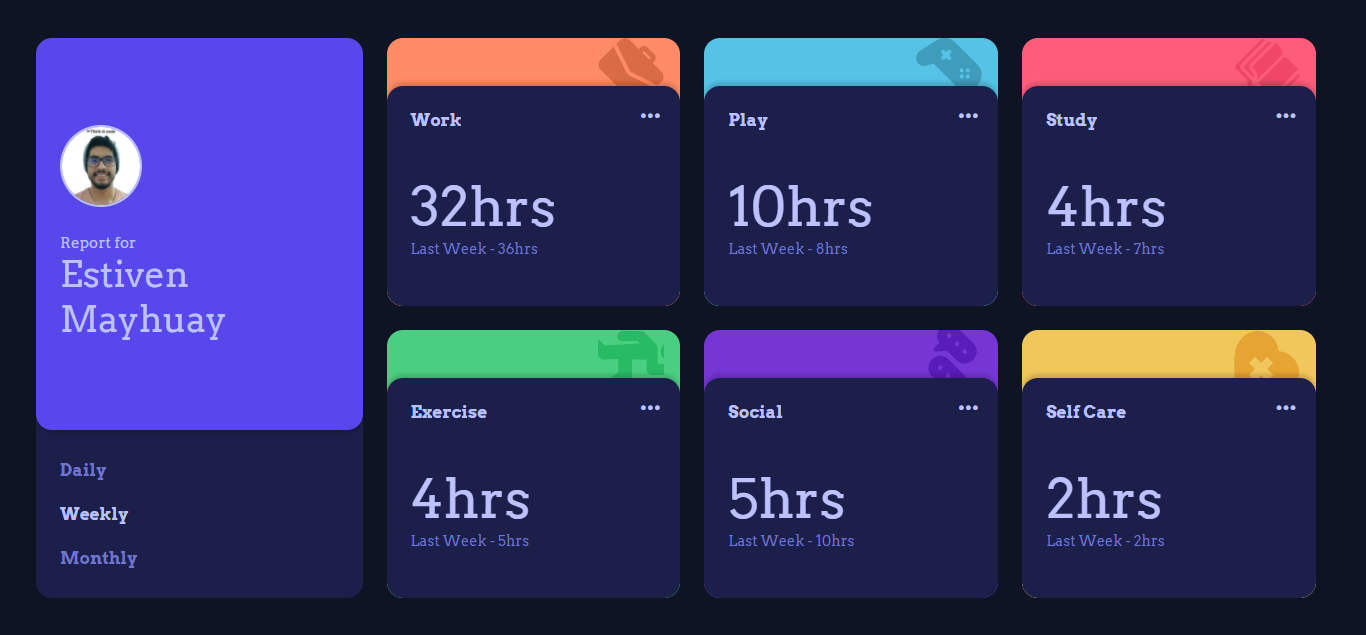 Report for
Estiven
Mayhuay
Daily
Weekly
Monthly
Work
32hrs
Last Week - 36hrs
Play
10hrs
Last Week - 8hrs
Study
4hrs
Last Week - 7hrs
Exercise
4hrs
Last Week - 5hrs
Social
5hrs
Last Week - 10hrs
Self Care
2hrs
Last Week - 2hrs